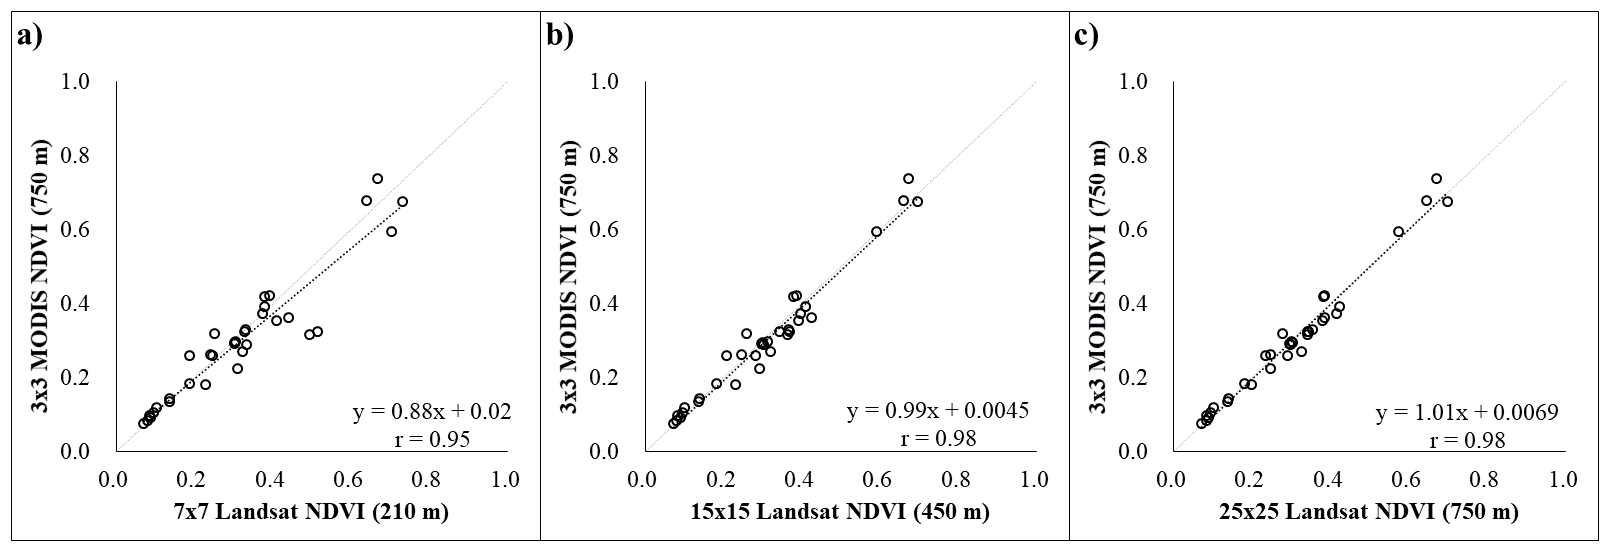 a)
3x3 MODIS NDVI (750 m)
1.0
0.8
0.6
0.4
0.2
0.0
y = 0.88x + 0.02
r = 0.95
0.0 0.2 0.4 0.6 0.8 1.0
7x7 Landsat NDVI (210 m)
b)
3x3 MODIS NDVI (750 m)
1.0
0.8
0.6
0.4
0.2
0.0
y = 0.99x + 0.0045
r = 0.98
0.0 0.2 0.4 0.6 0.8 1.0
15x15 Landsat NDVI (450 m)
c)
3x3 MODIS NDVI (750 m)
1.0
0.8
0.6
0.4
0.2
0.0
y = 1.01x + 0.0069
r = 0.98
0.0 0.2 0.4 0.6 0.8 1.0
25x25 Landsat NDVI (750 m)